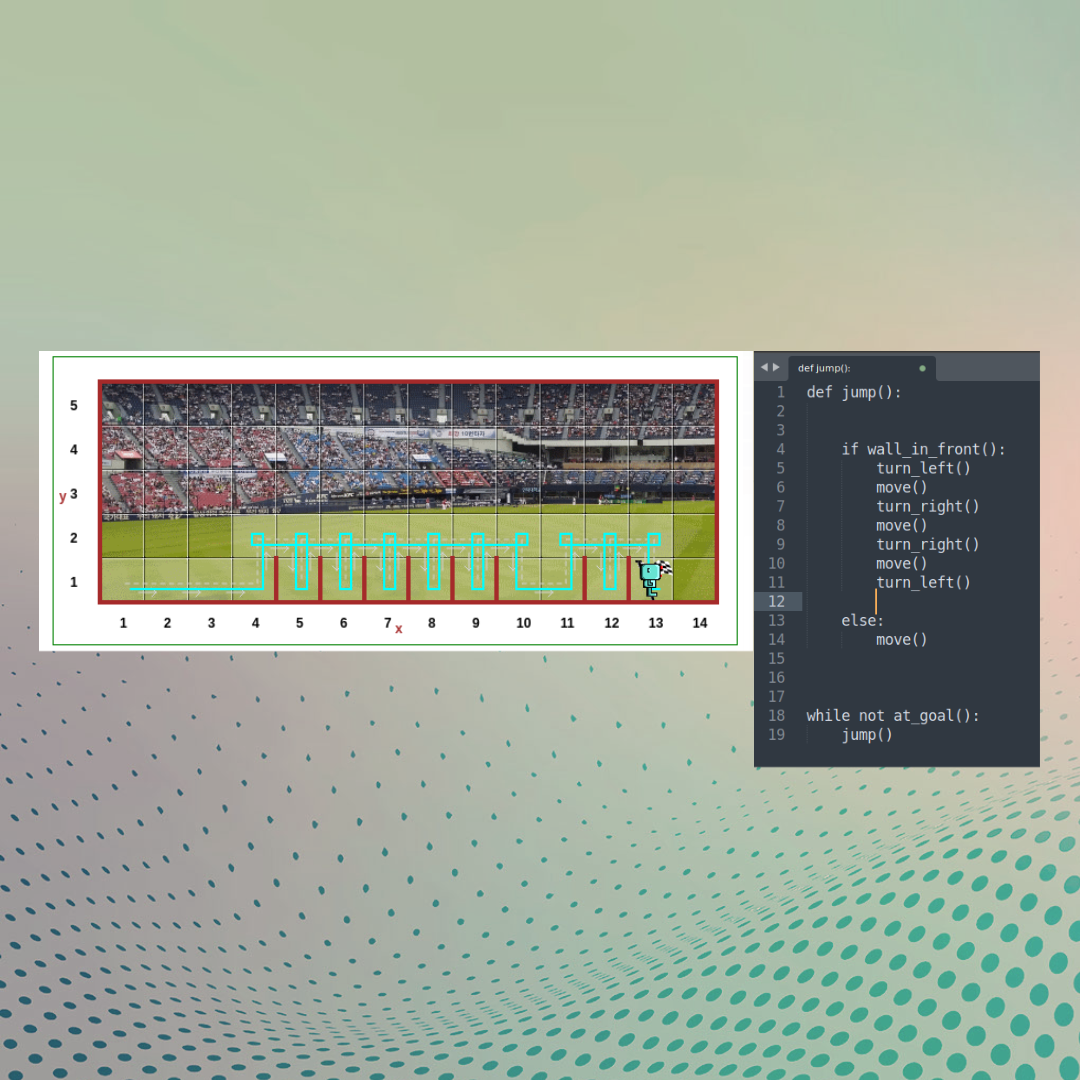 5
4
y 3
2
1
1 2 3 4 5 6 7 8 9 10 11 12 13 14
x
def jump():
1 def jump():
2
3
4 if wall_in_front():
5 turn_left()
6 move()
7 turn_right()
8 move()
9 turn_right()
10 move()
11 turn_left()
12
13 else:
14 move()
15
16
17
18 while not at_goal():
19 jump()